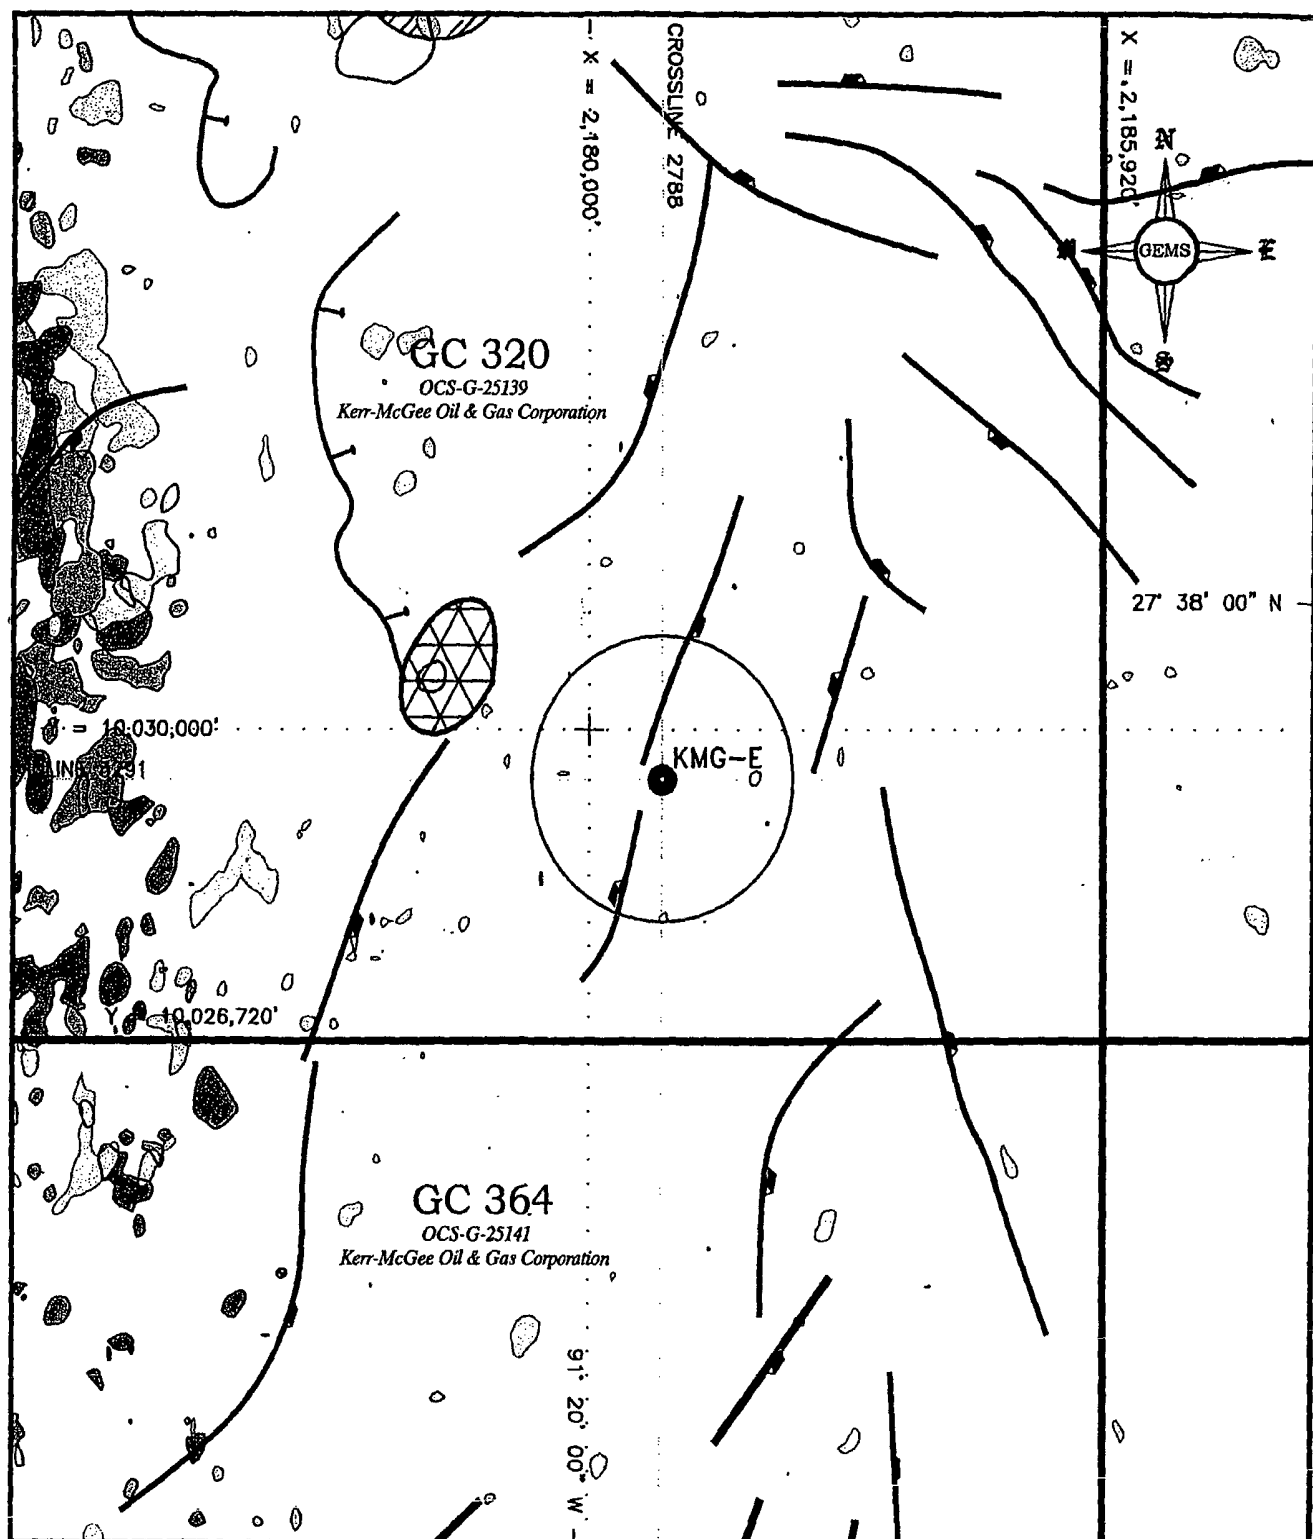 CROSSLINE 2788
X = 2,180,000'
X = 2,185,920'
N
GEMS
E
S
GC 320
OCS-G-25139
Kerr-McGee Oil & Gas Corporation
27° 38' 00" N
= 10,030,000'
KMG-E
Y = 10,026,720'
GC 364
OCS-G-25141
Kerr-McGee Oil & Gas Corporation
91° 20' 00" W